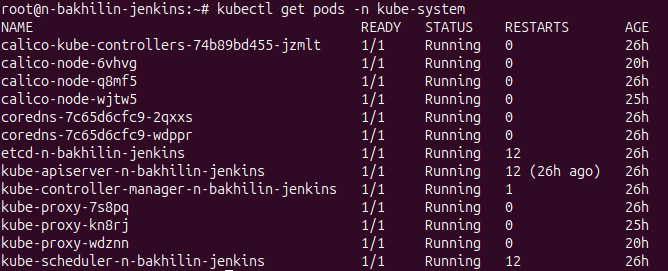 root@n-bakhilin-jenkins:~# kubectl get pods -n kube-system
NAME READY STATUS RESTARTS AGE
calico-kube-controllers-74b89bd455-jzmlt 1/1 Running 0 26h
calico-node-6vhvg 1/1 Running 0 20h
calico-node-q8mf5 1/1 Running 0 26h
calico-node-wjtw5 1/1 Running 0 25h
coredns-7c65d6cfc9-2qxxs 1/1 Running 0 26h
coredns-7c65d6cfc9-wdppr 1/1 Running 0 26h
etcd-n-bakhilin-jenkins 1/1 Running 12 26h
kube-apiserver-n-bakhilin-jenkins 1/1 Running 12 (26h ago) 26h
kube-controller-manager-n-bakhilin-jenkins 1/1 Running 1 26h
kube-proxy-7s8pq 1/1 Running 0 26h
kube-proxy-kn8rj 1/1 Running 0 25h
kube-proxy-wdznn 1/1 Running 0 20h
kube-scheduler-n-bakhilin-jenkins 1/1 Running 12 26h